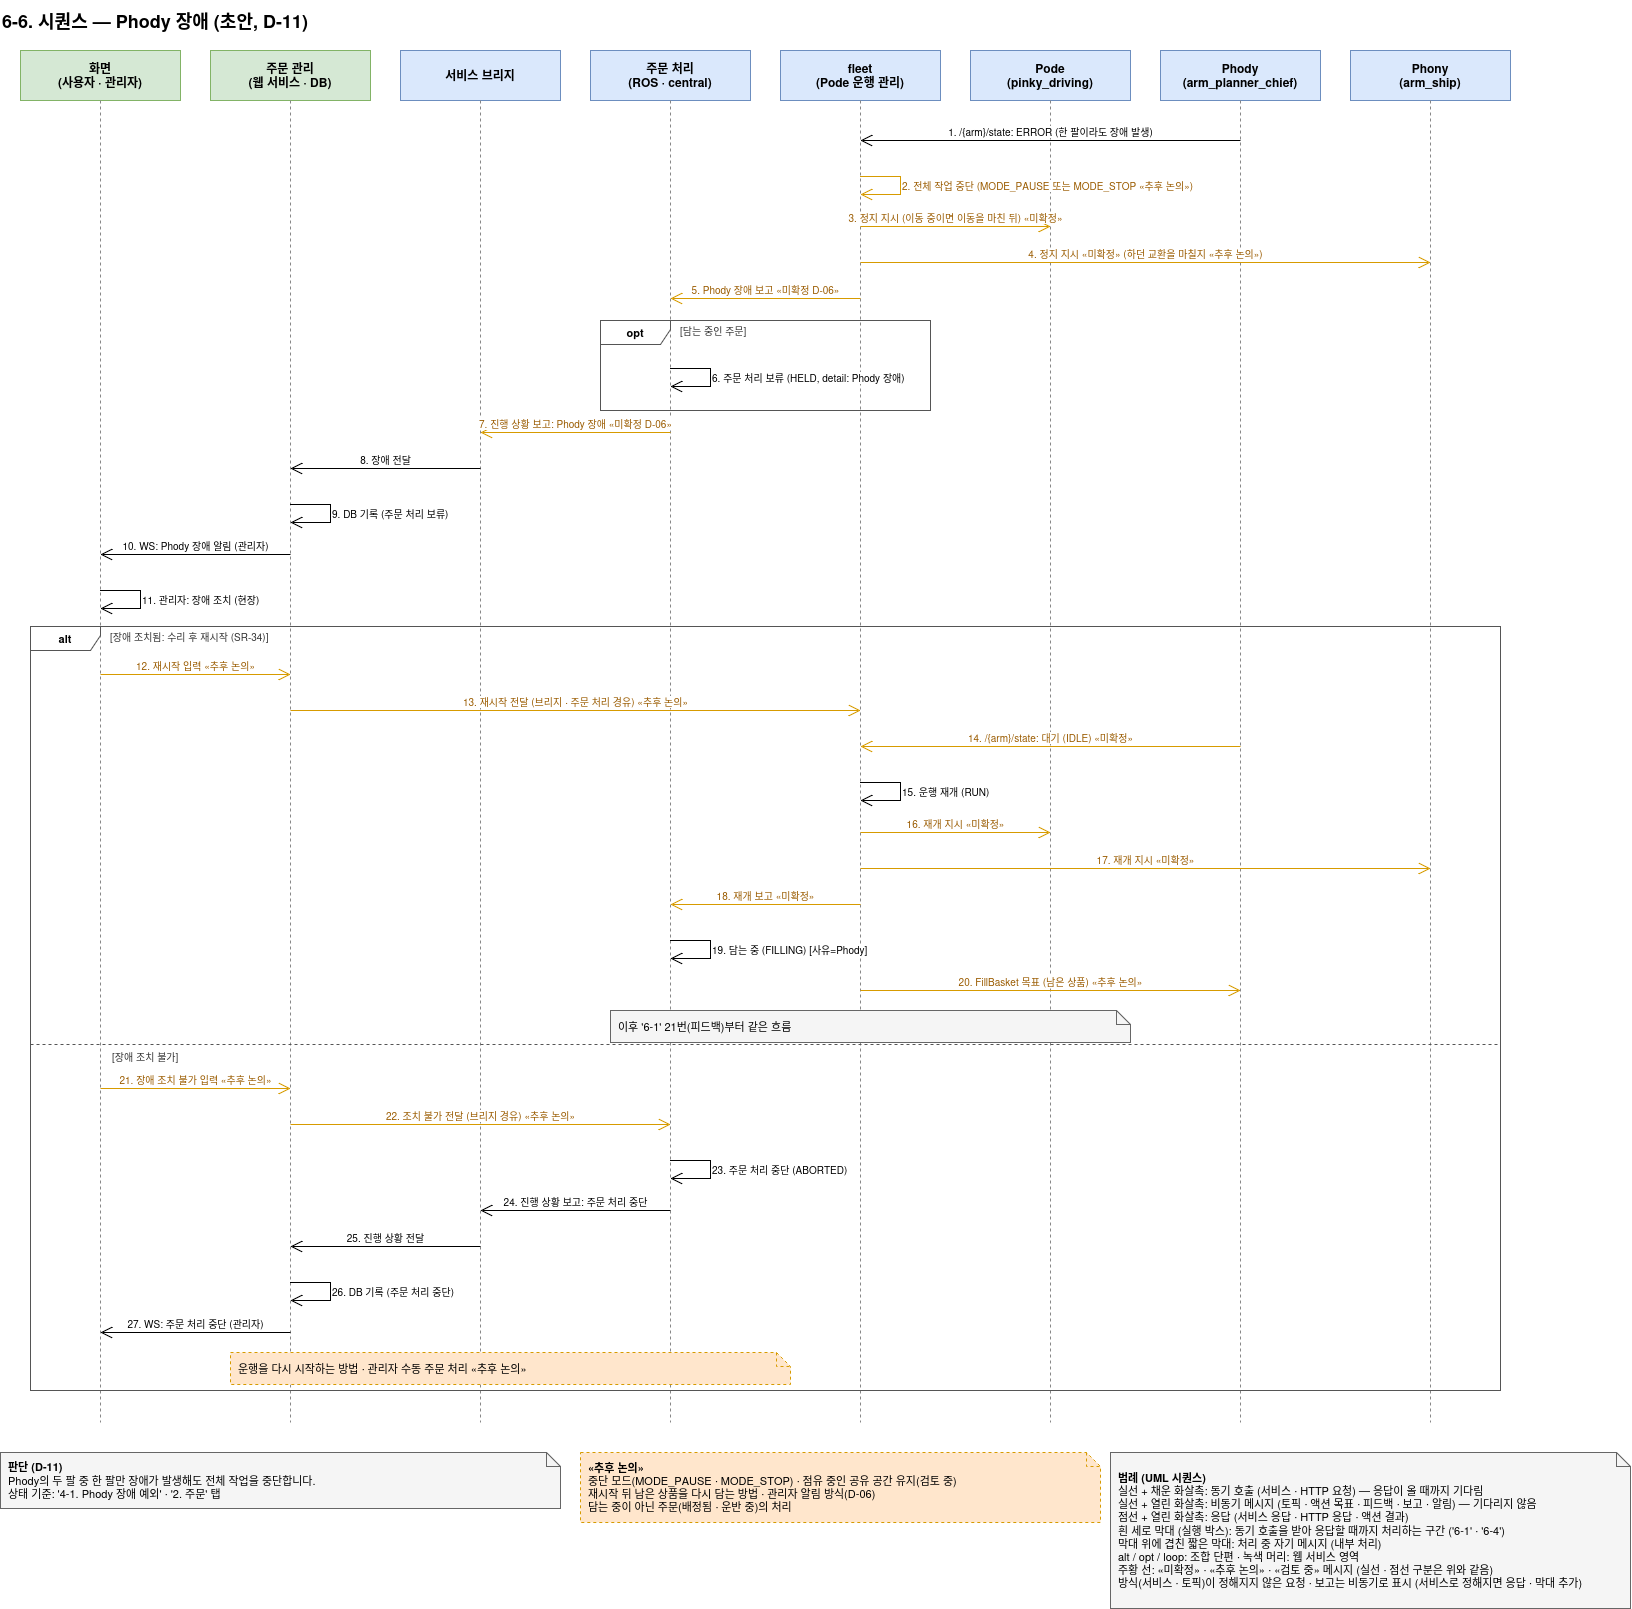 6-6. 시퀀스 — Phody 장애 (초안, D-11)
화면
(사용자 · 관리자)
주문 관리
(웹 서비스 · DB)
서비스 브리지
주문 처리
(ROS · central)
fleet
(Pode 운행 관리)
Pode
(pinky_driving)
Phody
(arm_planner_chief)
Phony
(arm_ship)
1. /{arm}/state: ERROR (한 팔이라도 장애 발생)
2. 전체 작업 중단 (MODE_PAUSE 또는 MODE_STOP «추후 논의»)
3. 정지 지시 (이동 중이면 이동을 마친 뒤) «미확정»
4. 정지 지시 «미확정» (하던 교환을 마칠지 «추후 논의»)
5. Phody 장애 보고 «미확정 D-06»
opt
[담는 중인 주문]
6. 주문 처리 보류 (HELD, detail: Phody 장애)
7. 진행 상황 보고: Phody 장애 «미확정 D-06»
8. 장애 전달
9. DB 기록 (주문 처리 보류)
10. WS: Phody 장애 알림 (관리자)
11. 관리자: 장애 조치 (현장)
alt
[장애 조치됨: 수리 후 재시작 (SR-34)]
12. 재시작 입력 «추후 논의»
13. 재시작 전달 (브리지 · 주문 처리 경유) «추후 논의»
14. /{arm}/state: 대기 (IDLE) «미확정»
15. 운행 재개 (RUN)
16. 재개 지시 «미확정»
17. 재개 지시 «미확정»
18. 재개 보고 «미확정»
19. 담는 중 (FILLING) [사유=Phody]
20. FillBasket 목표 (남은 상품) «추후 논의»
이후 '6-1' 21번(피드백)부터 같은 흐름
[장애 조치 불가]
21. 장애 조치 불가 입력 «추후 논의»
22. 조치 불가 전달 (브리지 경유) «추후 논의»
23. 주문 처리 중단 (ABORTED)
24. 진행 상황 보고: 주문 처리 중단
25. 진행 상황 전달
26. DB 기록 (주문 처리 중단)
27. WS: 주문 처리 중단 (관리자)
운행을 다시 시작하는 방법 · 관리자 수동 주문 처리 «추후 논의»
판단 (D-11)
Phody의 두 팔 중 한 팔만 장애가 발생해도 전체 작업을 중단합니다.
상태 기준: '4-1. Phody 장애 예외' · '2. 주문' 탭
«추후 논의»
중단 모드(MODE_PAUSE · MODE_STOP) · 점유 중인 공유 공간 유지(검토 중)
재시작 뒤 남은 상품을 다시 담는 방법 · 관리자 알림 방식(D-06)
담는 중이 아닌 주문(배정됨 · 운반 중)의 처리
범례 (UML 시퀀스)
실선 + 채운 화살촉: 동기 호출 (서비스 · HTTP 요청) — 응답이 올 때까지 기다림
실선 + 열린 화살촉: 비동기 메시지 (토픽 · 액션 목표 · 피드백 · 보고 · 알림) — 기다리지 않음
점선 + 열린 화살촉: 응답 (서비스 응답 · HTTP 응답 · 액션 결과)
흰 세로 막대 (실행 박스): 동기 호출을 받아 응답할 때까지 처리하는 구간 ('6-1' · '6-4')
막대 위에 겹친 짧은 막대: 처리 중 자기 메시지 (내부 처리)
alt / opt / loop: 조합 단편 · 녹색 머리: 웹 서비스 영역
주황 선: «미확정» · «추후 논의» · «검토 중» 메시지 (실선 · 점선 구분은 위와 같음)
방식(서비스 · 토픽)이 정해지지 않은 요청 · 보고는 비동기로 표시 (서비스로 정해지면 응답 · 막대 추가)